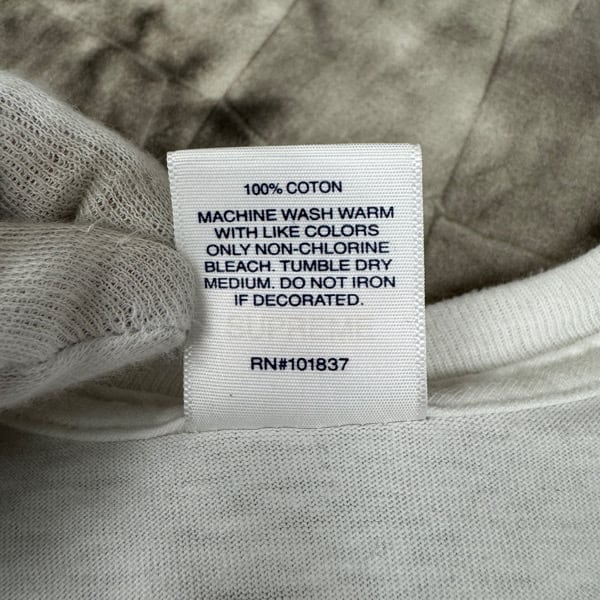 100% COTON
MACHINE WASH WARM
WITH LIKE COLORS
ONLY NON-CHLORINE
BLEACH. TUMBLE DRY
MEDIUM. DO NOT IRON
IF DECORATED.
RN#101837